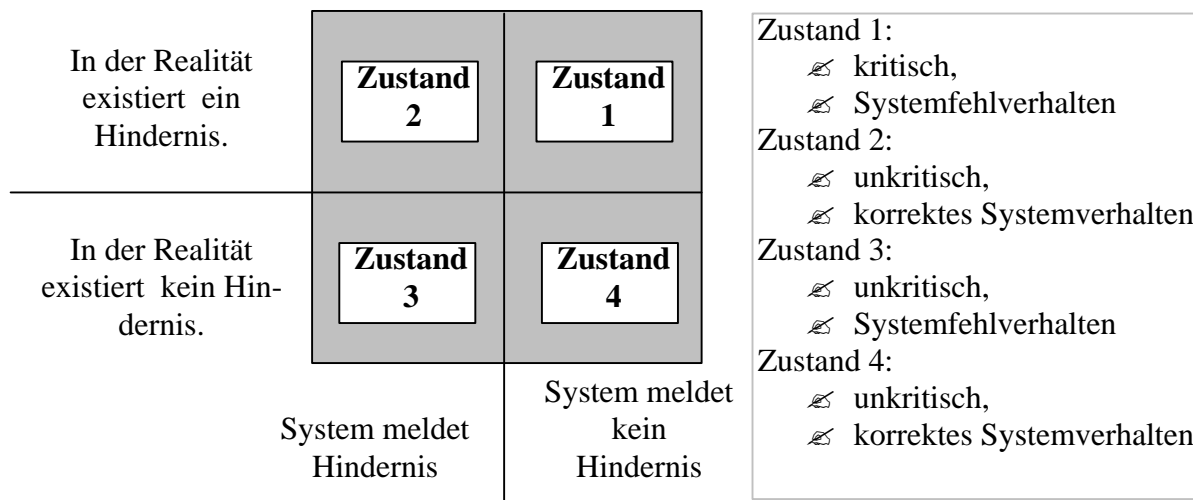 In der Realität
existiert ein
Hindernis.
Zustand
2
Zustand
1
In der Realität
existiert kein Hin-
dernis.
Zustand
3
Zustand
4
System meldet
Hindernis
System meldet
kein
Hindernis
Zustand 1:
kritisch,
Systemfehlverhalten
Zustand 2:
unkritisch,
korrektes Systemverhalten
Zustand 3:
unkritisch,
Systemfehlverhalten
Zustand 4:
unkritisch,
korrektes Systemverhalten